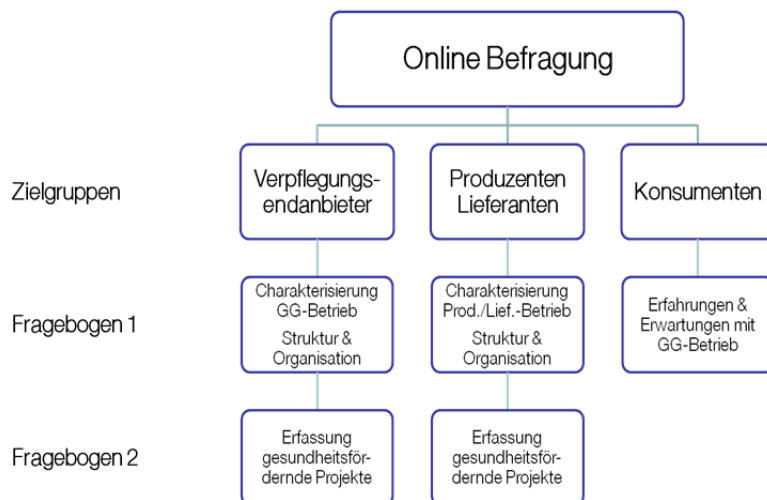 Online Befragung
Zielgruppen
Verpflegungs-
endanbieter
Produzenten
Lieferanten
Konsumenten
Fragebogen 1
Charakterisierung
GG-Betrieb
Struktur &
Organisation
Charakterisierung
Prod./Lief.-Betrieb
Struktur &
Organisation
Erfahrungen &
Erwartungen mit
GG-Betrieb
Fragebogen 2
Erfassung
gesundheitsför-
dernde Projekte
Erfassung
gesundheitsför-
dernde Projekte